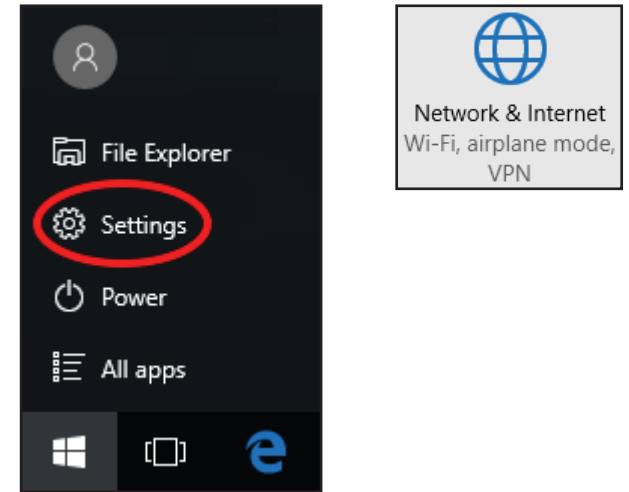 File Explorer
Settings
Power
All apps
Network & Internet
Wi-Fi, airplane mode,
VPN